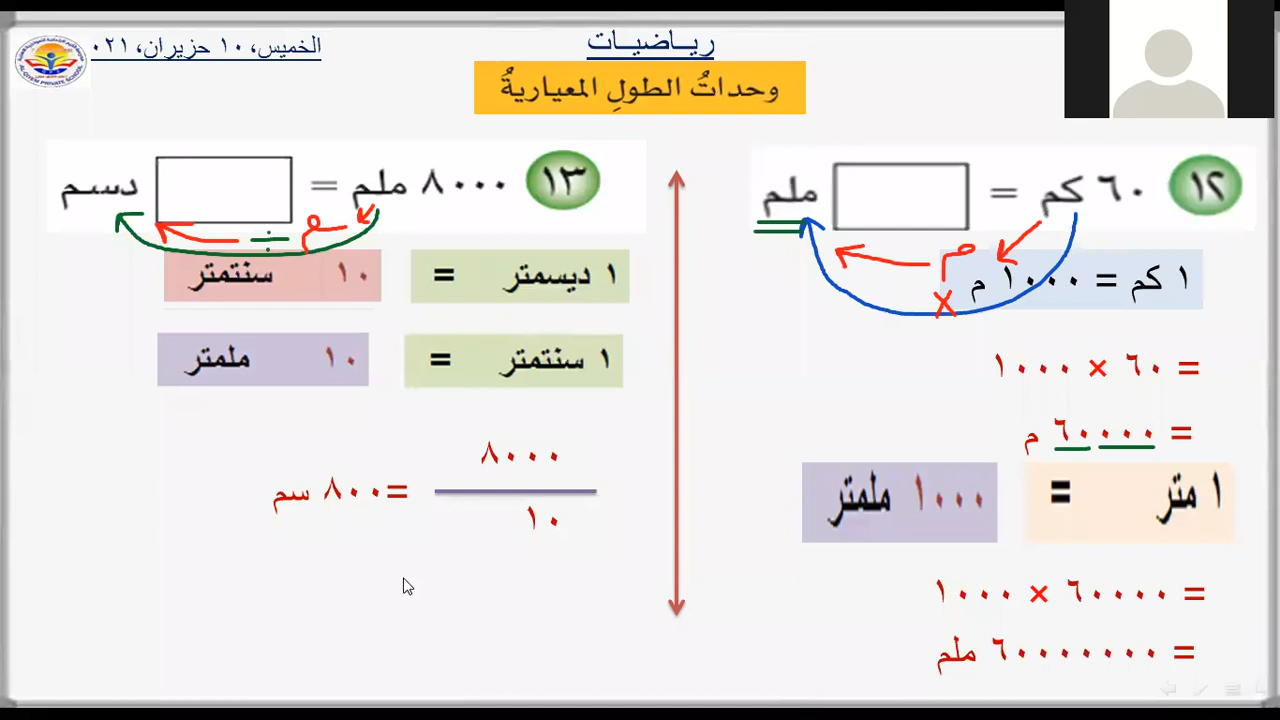 رياضيات
الخميس، ١٠ حزيران، ٠٢١
وحداتُ الطولِ المعياريةُ
١٢ ٦٠ كم = ملم
م
×
١ كم = ١٠٠٠ م
= ٦٠ × ١٠٠٠
= ٦٠٠٠٠ م
١ متر = ١٠٠٠ ملمتر
= ٦٠٠٠٠ × ١٠٠٠
= ٦٠٠٠٠٠٠٠ ملم
١٣ ٨٠٠٠ ملم = دسم
م ÷
١ ديسمتر = ١٠ سنتمتر
١ سنتمتر = ١٠ ملمتر
٨٠٠٠
١٠
=٨٠٠ سم